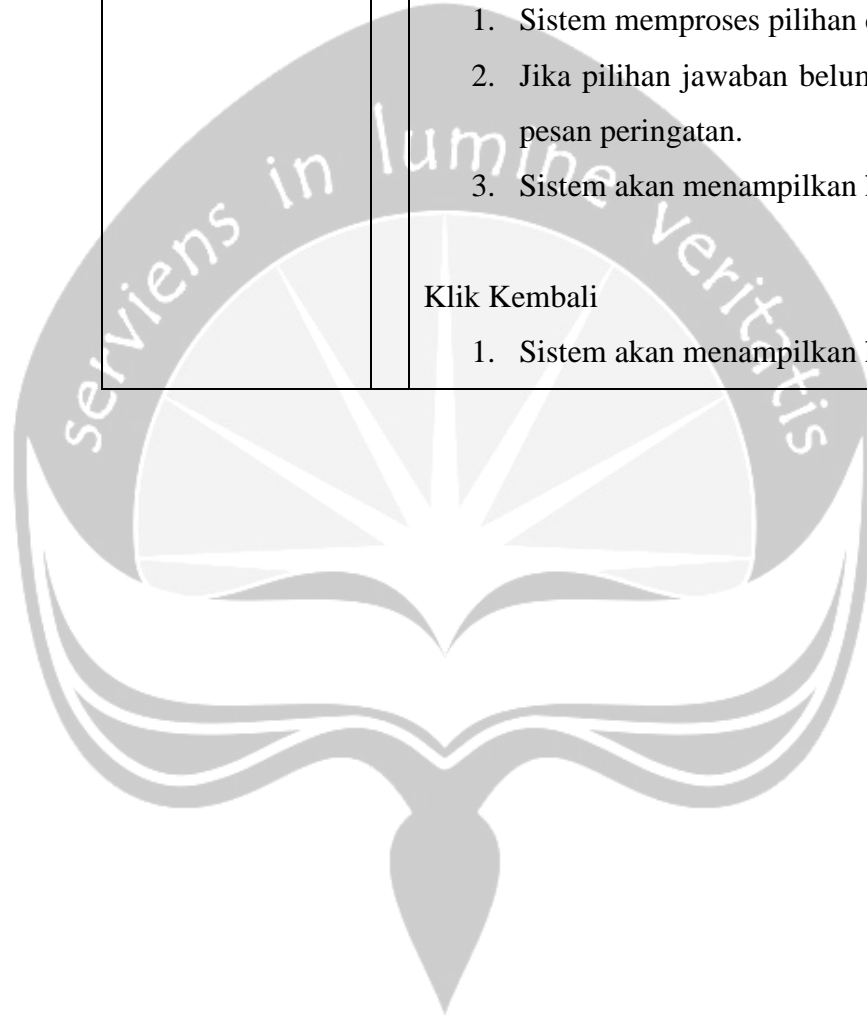 1. Sistem memproses pilihan
2. Jika pilihan jawaban
pesan peringatan.
3. Sistem akan menampilkan
Klik Kembali
1. Sistem akan menampilkan
serviens in lumine veritatis